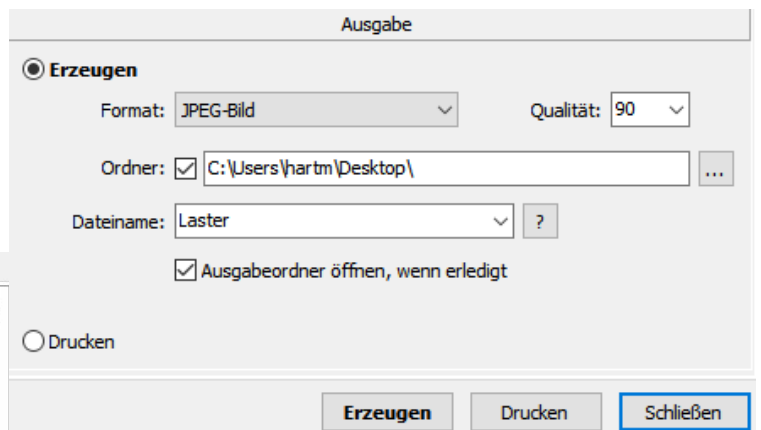 Ausgabe
Erzeugen
Format: JPEG-Bild Qualität: 90
Ordner: C:\Users\hartm\Desktop\ ...
Dateiname: Laster ?
Ausgabeordner öffnen, wenn erledigt
Drucken
Erzeugen Drucken Schließen